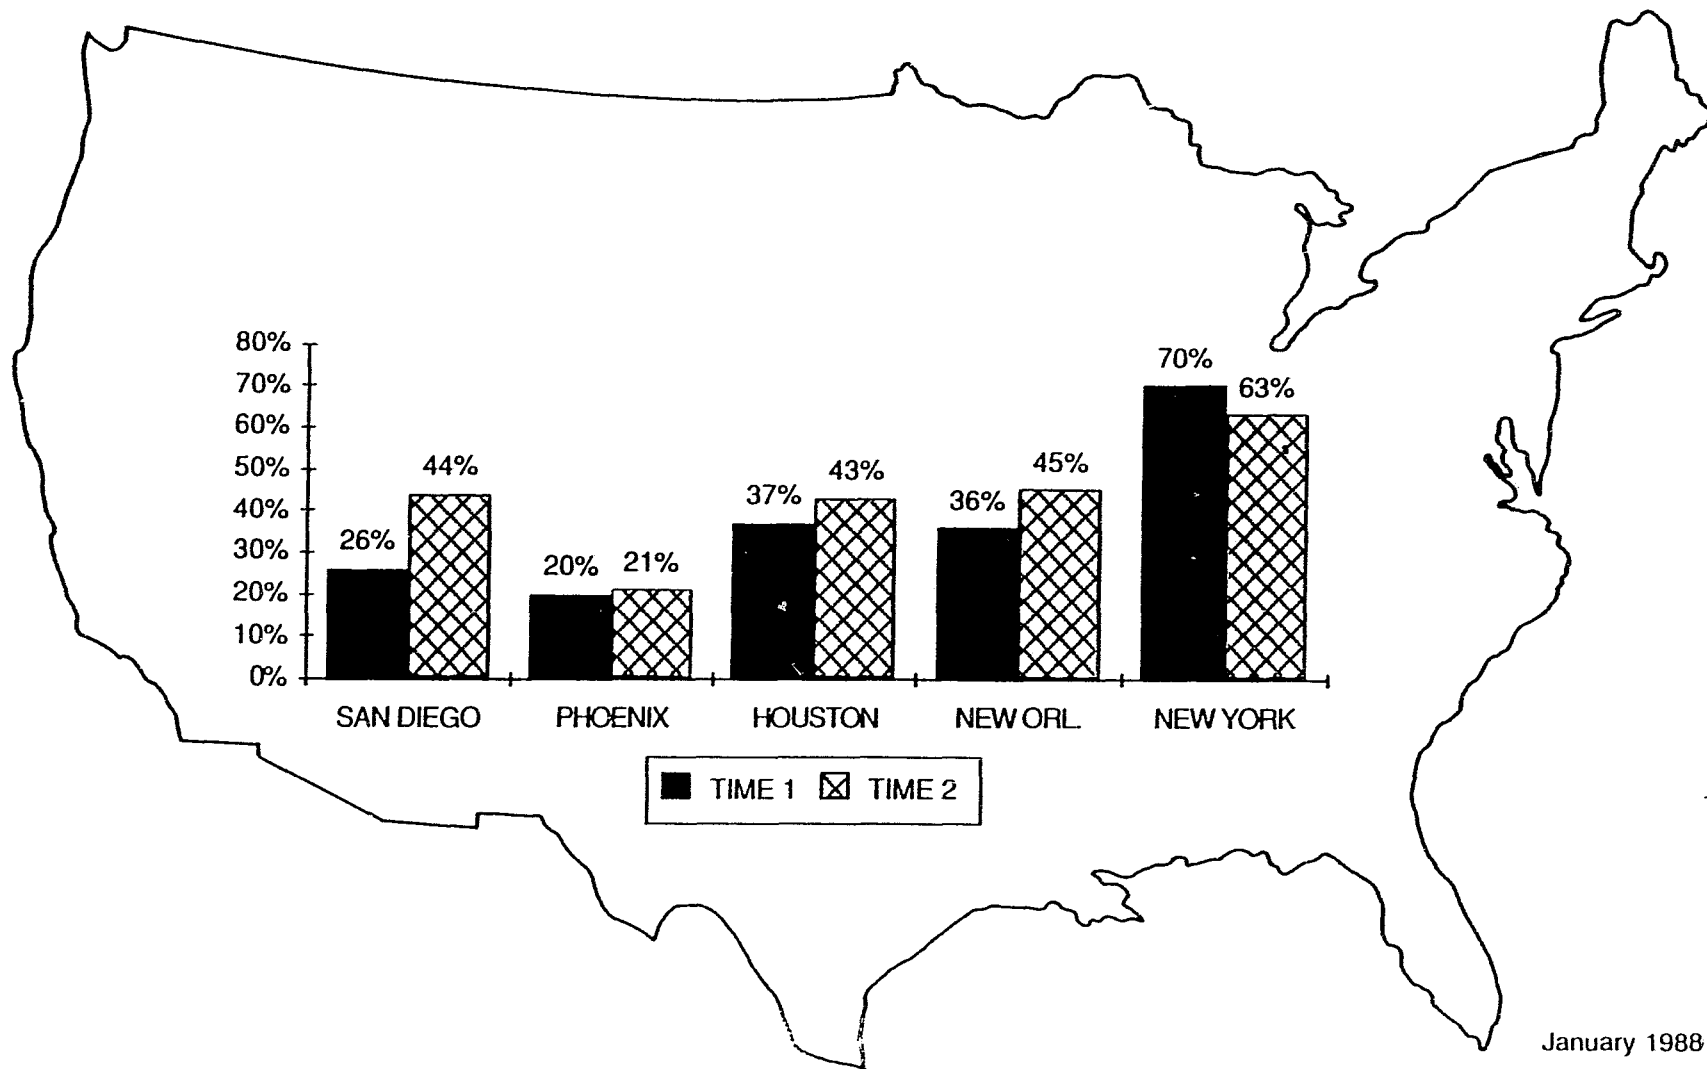 80%
70%
60%
50%
40%
30%
20%
10%
0%
26%
44%
20%
21%
37%
43%
36%
45%
70%
63%
SAN DIEGO
PHOENIX
HOUSTON
NEW ORL.
NEW YORK
TIME 1
TIME 2
January 1988